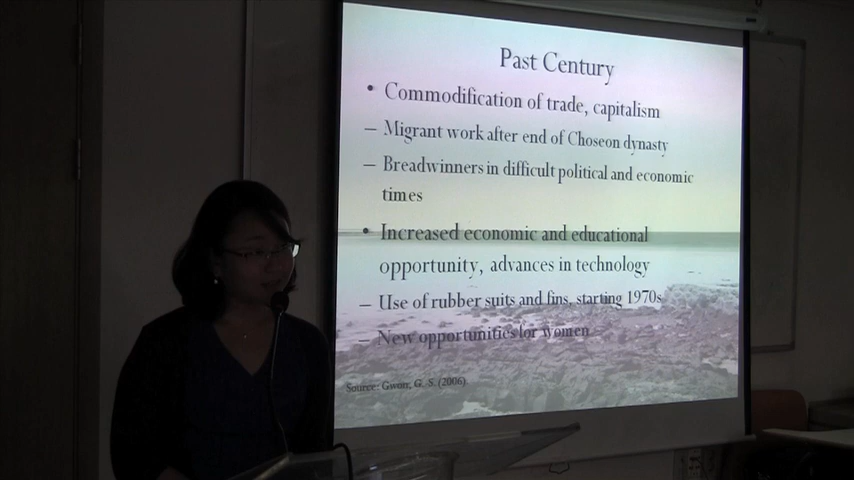 Past Century
• Commodification of trade, capitalism
– Migrant work after end of Choseon dynasty
– Breadwinners in difficult political and economic
times
• Increased economic and educational
opportunity, advances in technology
– Use of rubber suits and fins, starting 1970s
– New opportunities for women
Source: Gwon, G. S. (2006)